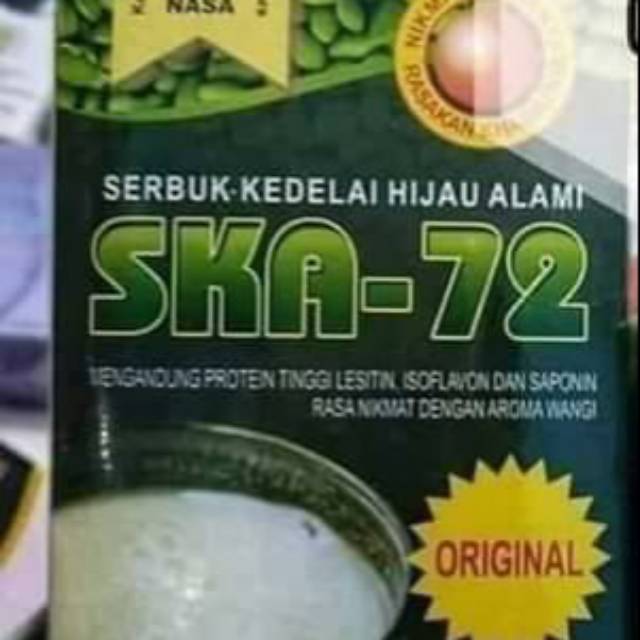 NASA
SERBUK KEDELAI HIJAU ALAMI
SKA-72
MENGANDUNG PROTEIN TINGGI LESITIN, ISOFLAVON DAN SAPONIN
RASA NIKMAT DENGAN AROMA WANGI
ORIGINAL